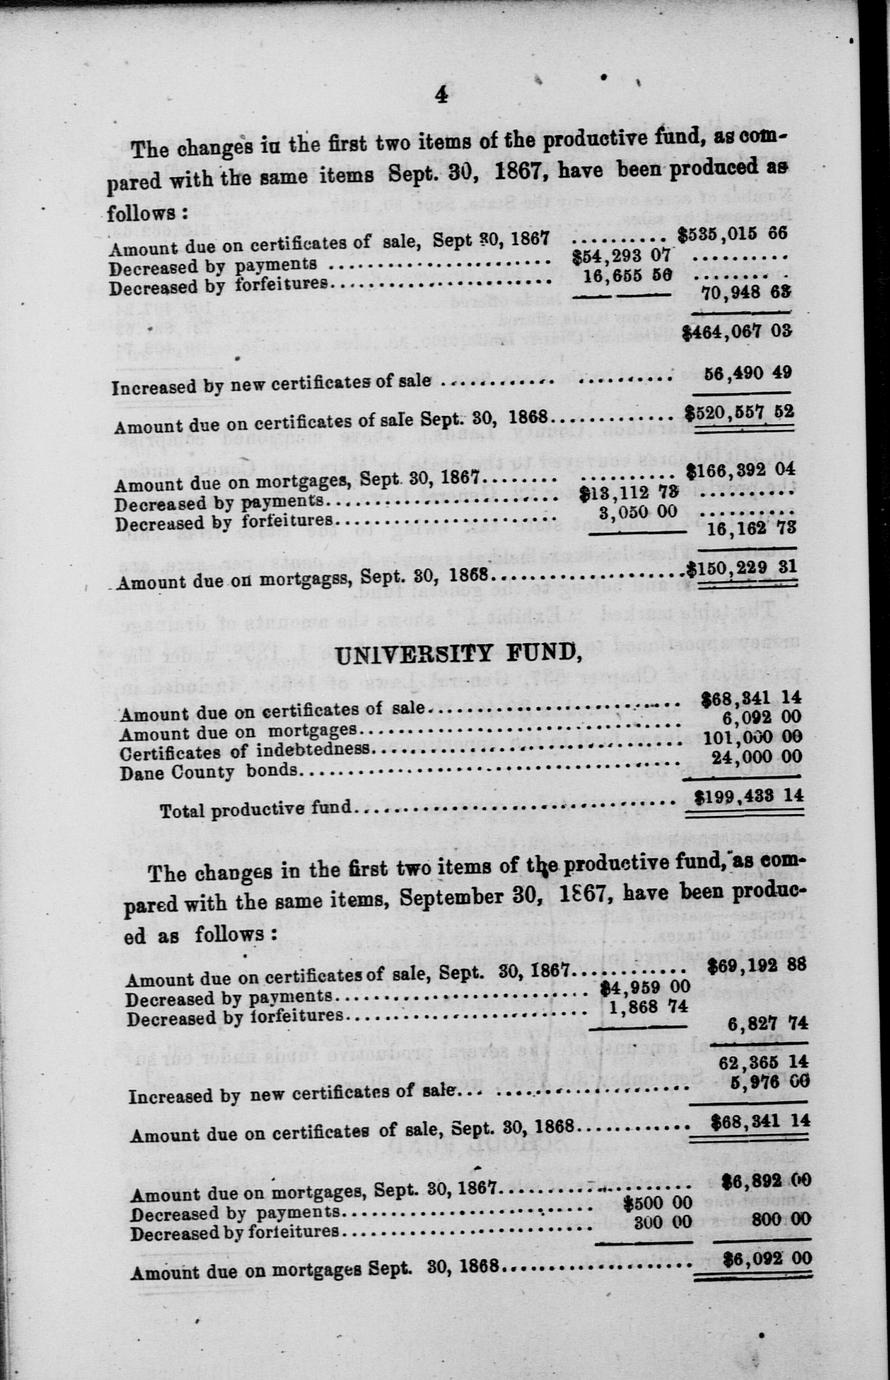 4
The changes in the first two items of the productive fund, as com-
pared with the same items Sept. 30, 1867, have been produced as
follows:
Amount due on certificates of sale, Sept 30, 1867 .......... $535,015 66
Decreased by payments ........................ $54,293 07 ..........
Decreased by forfeitures........................ 16,655 56 ..........
70,948 63
$464,067 03
Increased by new certificates of sale ............ .......... 56,490 49
Amount due on certificates of sale Sept. 30, 1868............. $520,557 52
Amount due on mortgages, Sept. 30, 1867........ .......... $166,392 04
Decreased by payments........................ $13,112 73 ..........
Decreased by forfeitures....................... 3,050 00 ..........
16,162 73
Amount due on mortgagss, Sept. 30, 1868.....................$150,229 31
UNIVERSITY FUND,
Amount due on certificates of sale.......................... $68,341 14
Amount due on mortgages................................. 6,092 00
Certificates of indebtedness................................ 101,000 00
Dane County bonds....................................... 24,000 00
Total productive fund.................................. $199,433 14
The changes in the first two items of the productive fund, as com-
pared with the same items, September 30, 1867, have been produc-
ed as follows:
Amount due on certificates of sale, Sept. 30, 1867............ $69,192 88
Decreased by payments.......................... $4,959 00
Decreased by forfeitures......................... 1,868 74
6,827 74
62,365 14
Increased by new certificates of sale... ..................... 5,976 00
Amount due on certificates of sale, Sept. 30, 1868............ $68,341 14
Amount due on mortgages, Sept. 30, 1867.................... $6,892 00
Decreased by payments.......................... $500 00
Decreased by forfeitures......................... 300 00 800 00
Amount due on mortgages Sept. 30, 1868.................... $6,092 00